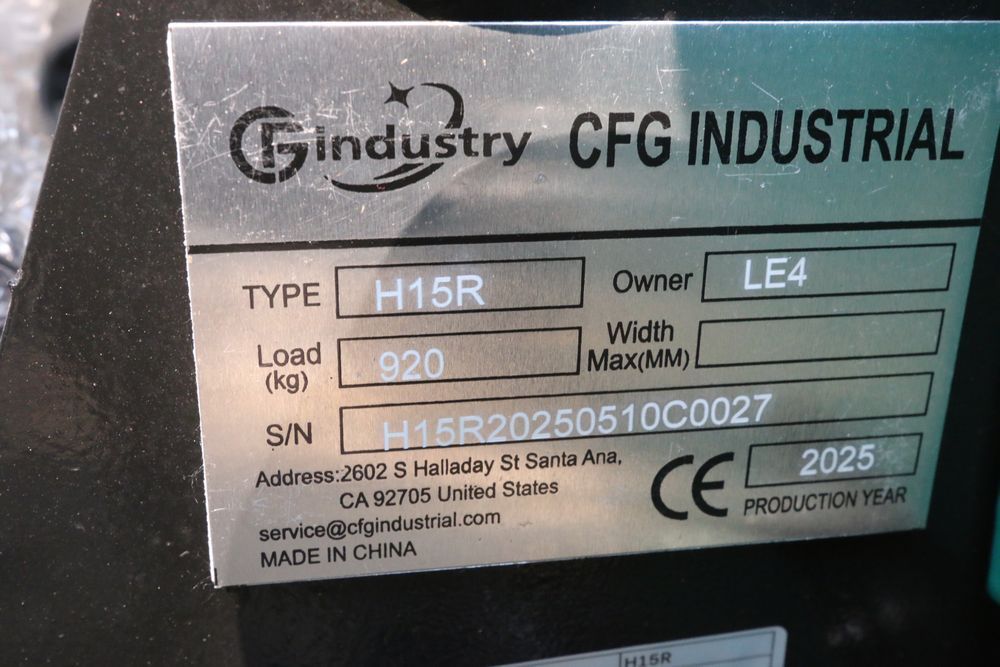 GFindustry CFG INDUSTRIAL
TYPE H15R Owner LE4
Load (kg) 920 Width Max(MM)
S/N H15R20250510C0027
Address:2602 S Halladay St Santa Ana,
CA 92705 United States
service@cfgindustrial.com
MADE IN CHINA
CE 2025
PRODUCTION YEAR
H15R